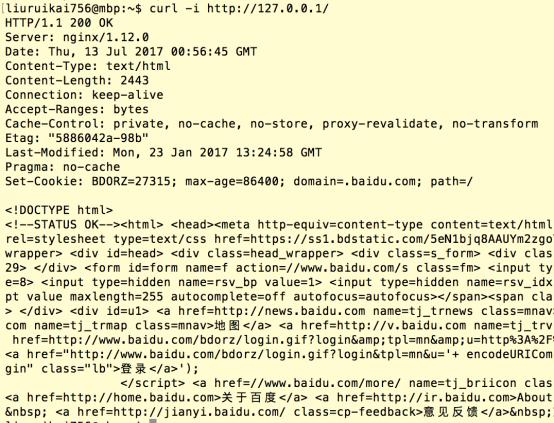 liuruikai756@mbp:~$ curl -i http://127.0.0.1/
HTTP/1.1 200 OK
Server: nginx/1.12.0
Date: Thu, 13 Jul 2017 00:56:45 GMT
Content-Type: text/html
Content-Length: 2443
Connection: keep-alive
Accept-Ranges: bytes
Cache-Control: private, no-cache, no-store, proxy-revalidate, no-transform
Etag: "5886042a-98b"
Last-Modified: Mon, 23 Jan 2017 13:24:58 GMT
Pragma: no-cache
Set-Cookie: BDORZ=27315; max-age=86400; domain=.baidu.com; path=/
<!DOCTYPE html>
<!--STATUS OK--><html> <head><meta http-equiv=content-type content=text/html
rel=stylesheet type=text/css href=https://ss1.bdstatic.com/5eN1bjq8AAUYm2zgo
wrapper> <div id=head> <div class=head_wrapper> <div class=s_form> <div clas
29> </div> <form id=form name=f action=//www.baidu.com/s class=fm> <input ty
e=8> <input type=hidden name=rsv_bp value=1> <input type=hidden name=rsv_idx
pt value maxlength=255 autocomplete=off autofocus=autofocus></span><span cla
> </div> <div id=u1> <a href=http://news.baidu.com name=tj_trnews class=mnav
com name=tj_trmap class=mnav>地图</a> <a href=http://v.baidu.com name=tj_trv
href=http://www.baidu.com/bdorz/login.gif?login&amp;tpl=mn&amp;u=http%3A%2F
<a href="http://www.baidu.com/bdorz/login.gif?login&tpl=mn&u='+ encodeURICom
gin" class="lb">登录</a>');
</script> <a href=//www.baidu.com/more/ name=tj_briicon clas
<a href=http://home.baidu.com>关于百度</a> <a href=http://ir.baidu.com>About
&nbsp; <a href=http://jianyi.baidu.com/ class=cp-feedback>意见反馈</a>&nbsp;